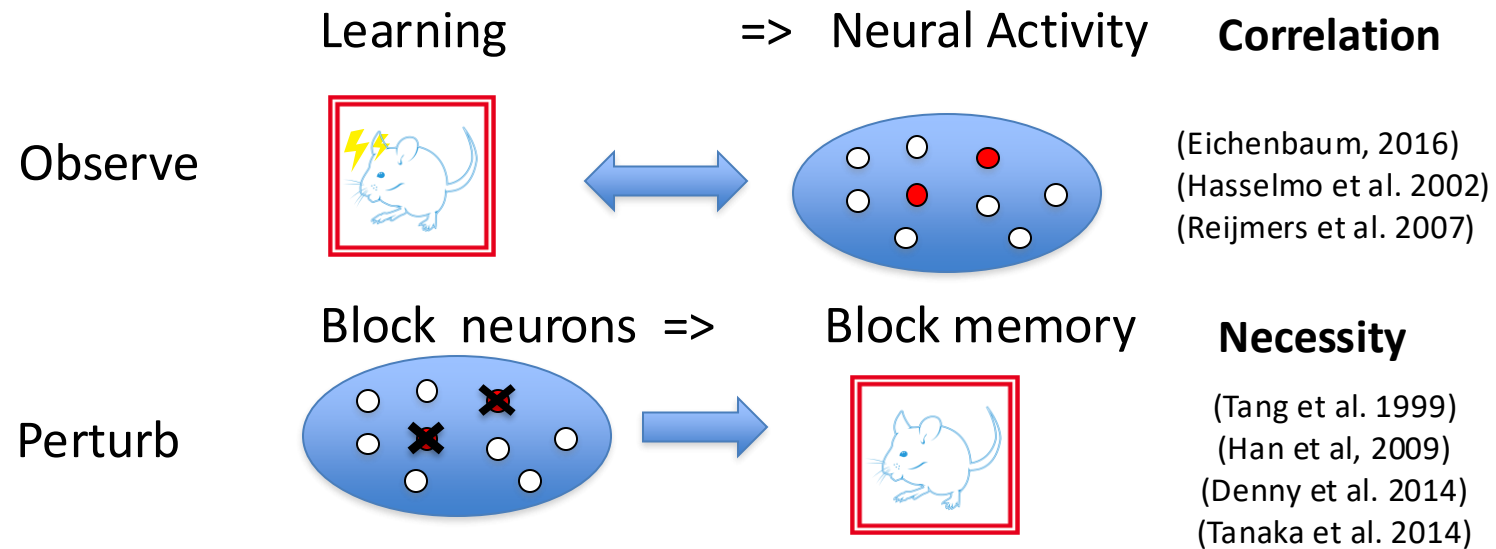 Learning => Neural Activity Correlation
Observe
(Eichenbaum, 2016)
(Hasselmo et al. 2002)
(Reijmers et al. 2007)
Block neurons => Block memory Necessity
Perturb
(Tang et al. 1999)
(Han et al, 2009)
(Denny et al. 2014)
(Tanaka et al. 2014)